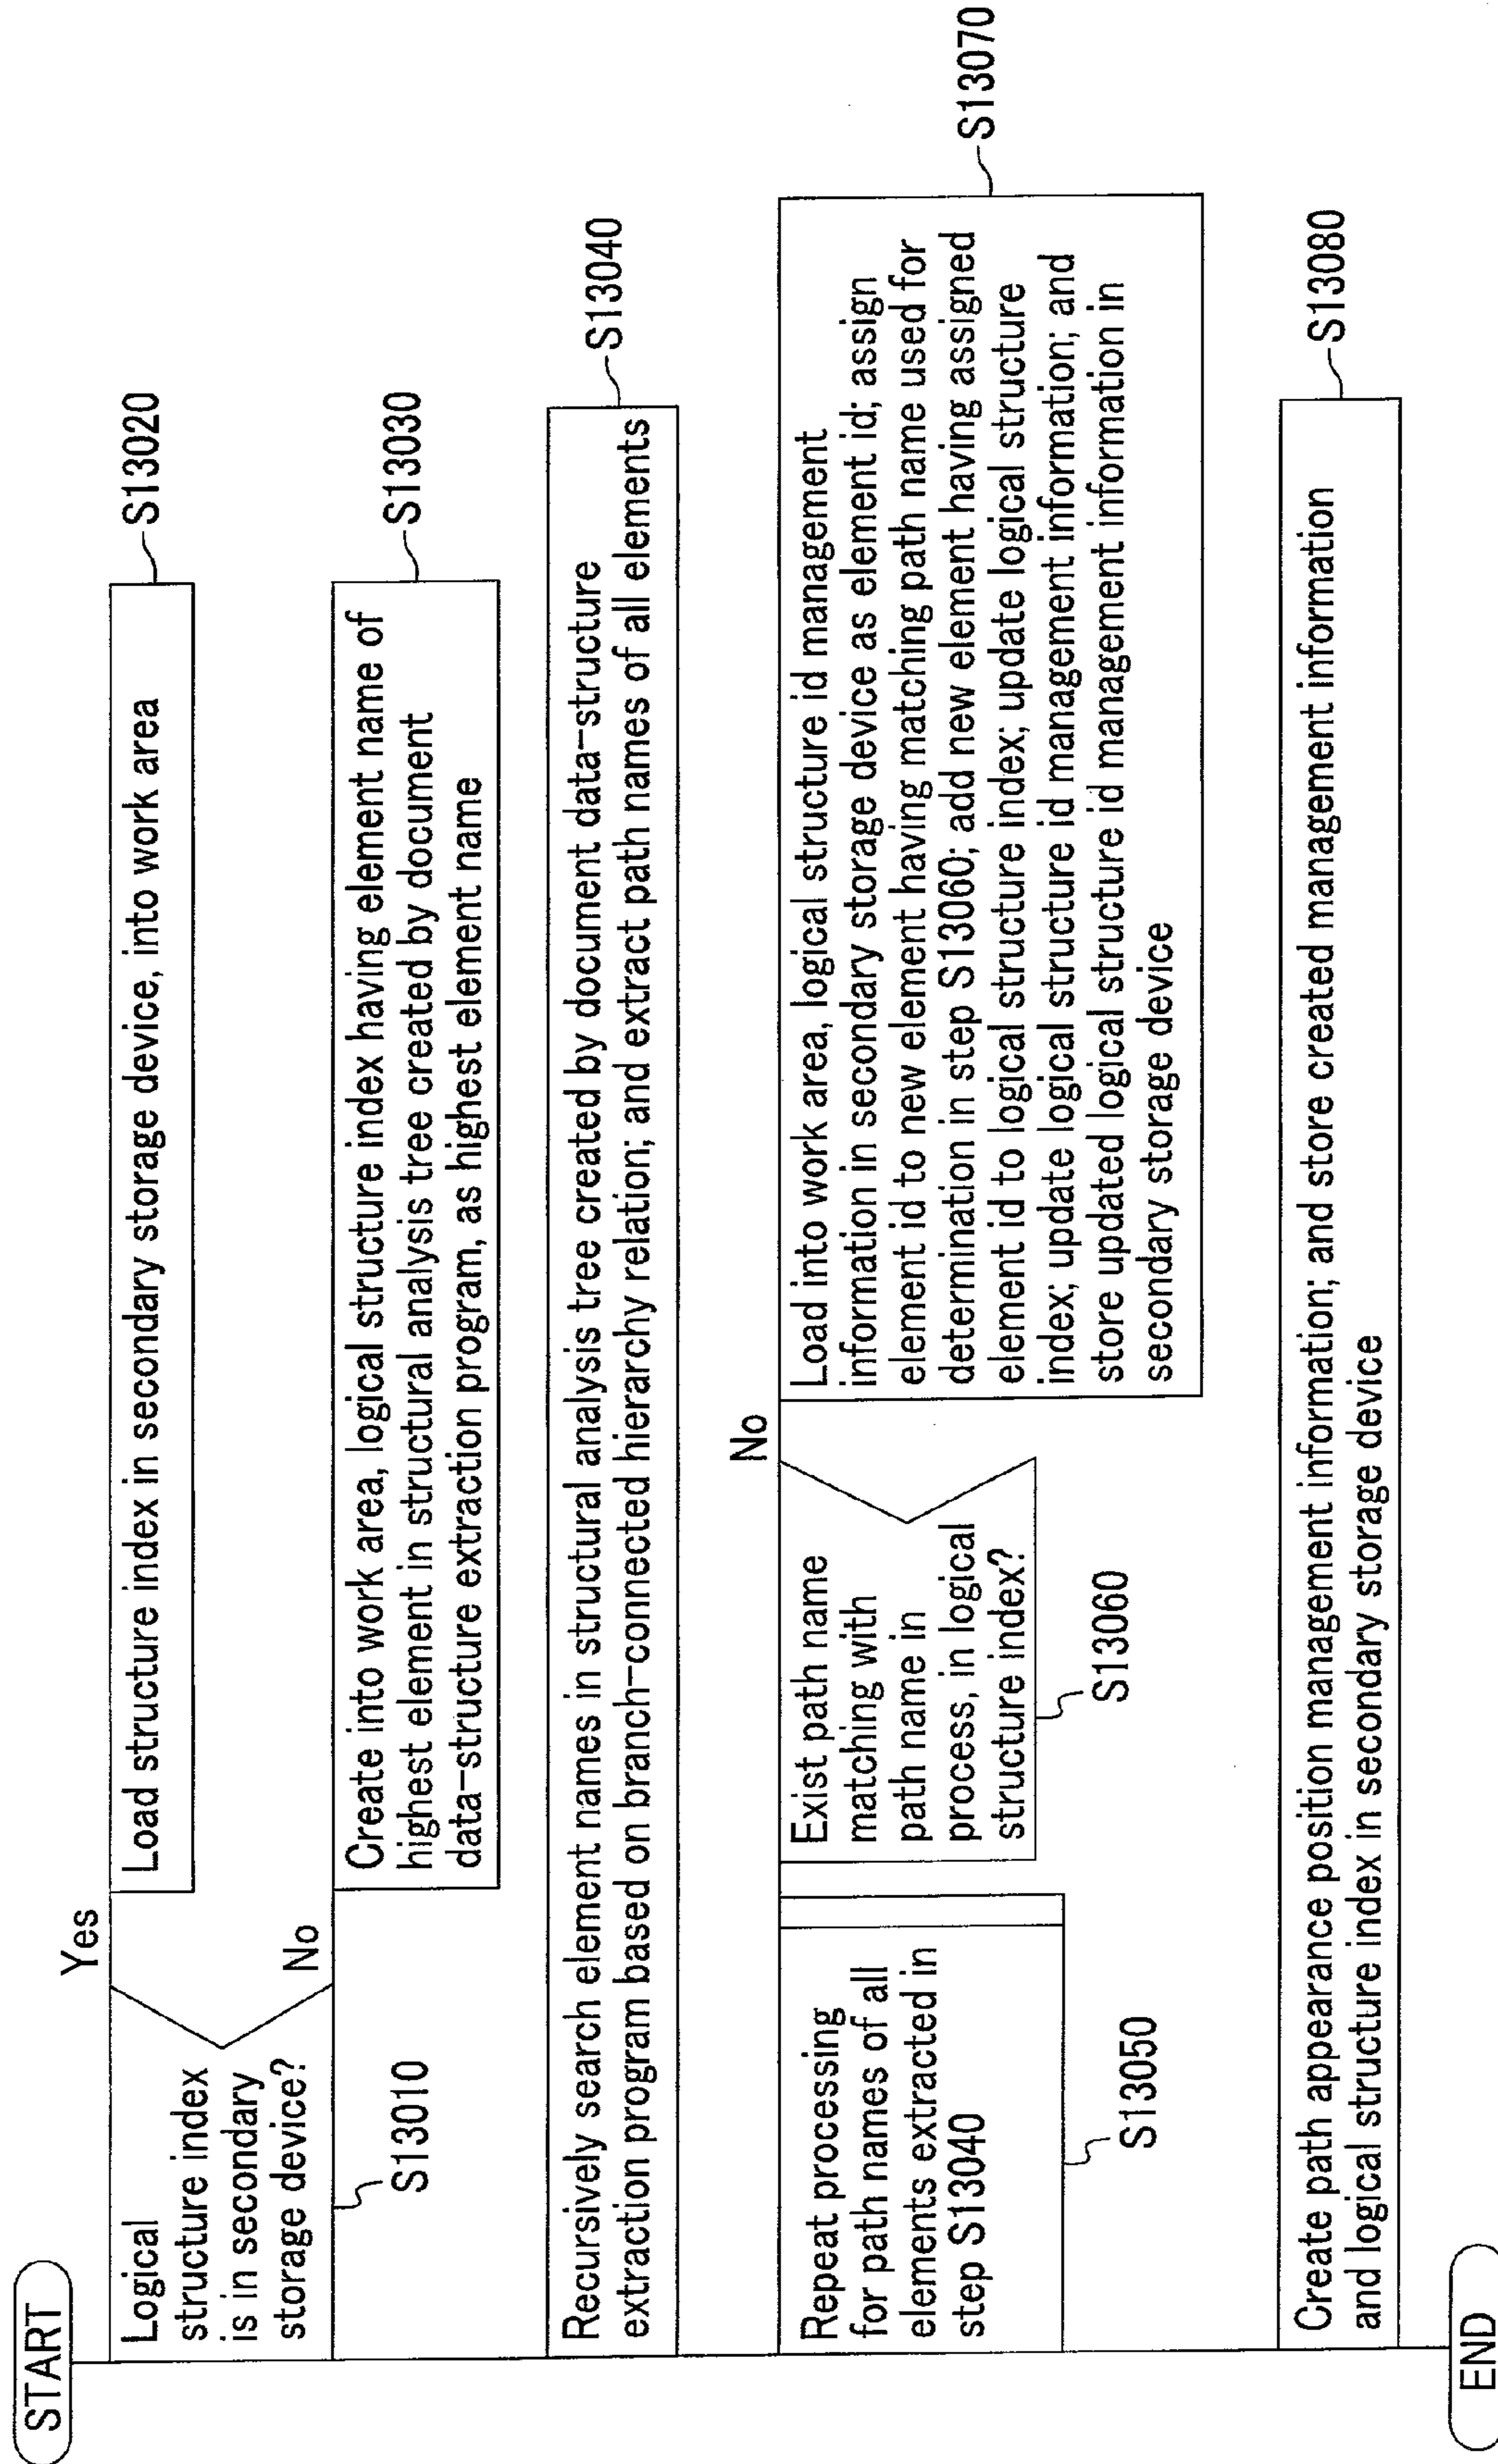 START
Logical
structure index
is in secondary
storage device?
S13010
Yes
Load structure index in secondary storage device, into work area
S13020
No
Create into work area, logical structure index having element name of
highest element in structural analysis tree created by document
data-structure extraction program, as highest element name
S13030
Recursively search element names in structural analysis tree created by document data-structure
extraction program based on branch-connected hierarchy relation; and extract path names of all elements
S13040
Repeat processing
for path names of all
elements extracted in
step S13040
S13050
Exist path name
matching with
path name in
process, in logical
structure index?
S13060
No
Load into work area, logical structure id management
information in secondary storage device as element id; assign
element id to new element having matching path name used for
determination in step S13060; add new element having assigned
element id to logical structure index; update logical structure
index; update logical structure id management information; and
store updated logical structure id management information in
secondary storage device
S13070
Create path appearance position management information; and store created management information
and logical structure index in secondary storage device
S13080
END